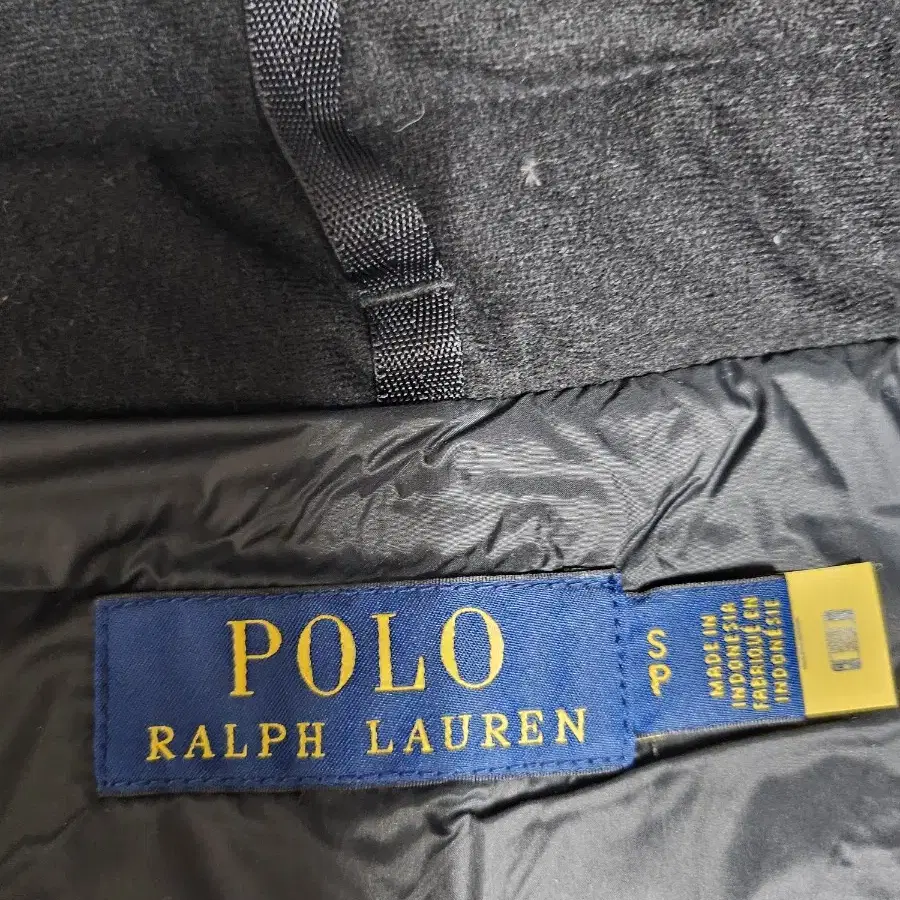 POLO
RALPH LAUREN
S
P
MADE IN
INDONESIA
FABRIQUÉ EN
INDONÉSIE